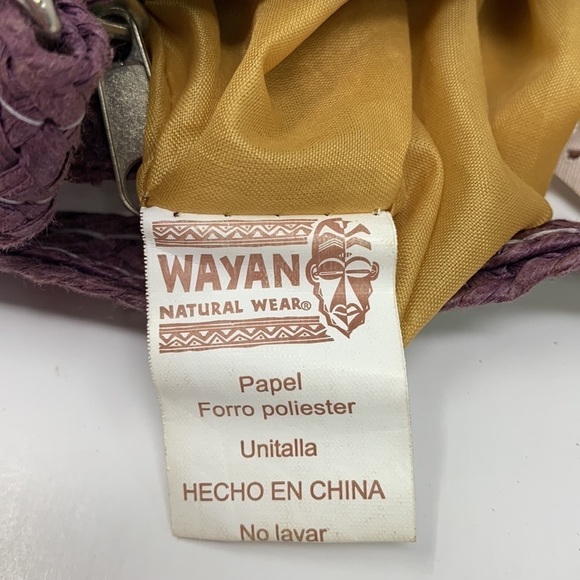 WAYAN
NATURAL WEAR®
Papel
Forro poliester
Unitalla
HECHO EN CHINA
No lavar